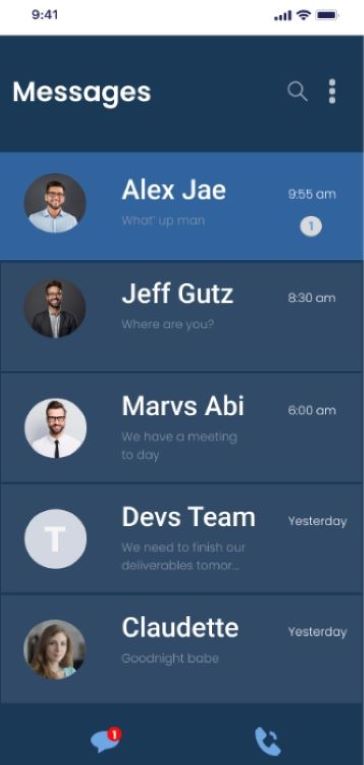 9:41
Messages
Alex Jae
9:55 am
What' up man
1
Jeff Gutz
8:30 am
Where are you?
Marvs Abi
6:00 am
We have a meeting
to day
T
Devs Team
Yesterday
We need to finish our
deliverables tomor...
Claudette
Yesterday
Goodnight babe
1